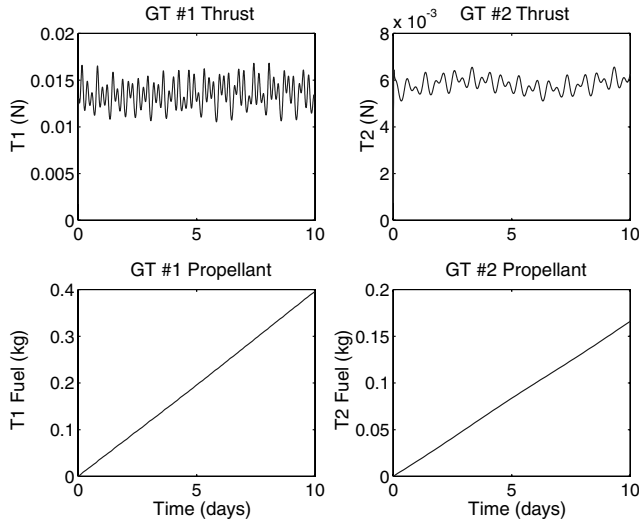 GT #1 Thrust
T1 (N)
0.02
0.015
0.01
0.005
0
0
5
10
GT #2 Thrust
x 10⁻³
T2 (N)
8
6
4
2
0
0
5
10
GT #1 Propellant
T1 Fuel (kg)
0.4
0.3
0.2
0.1
0
0
5
10
Time (days)
GT #2 Propellant
T2 Fuel (kg)
0.2
0.15
0.1
0.05
0
0
5
10
Time (days)